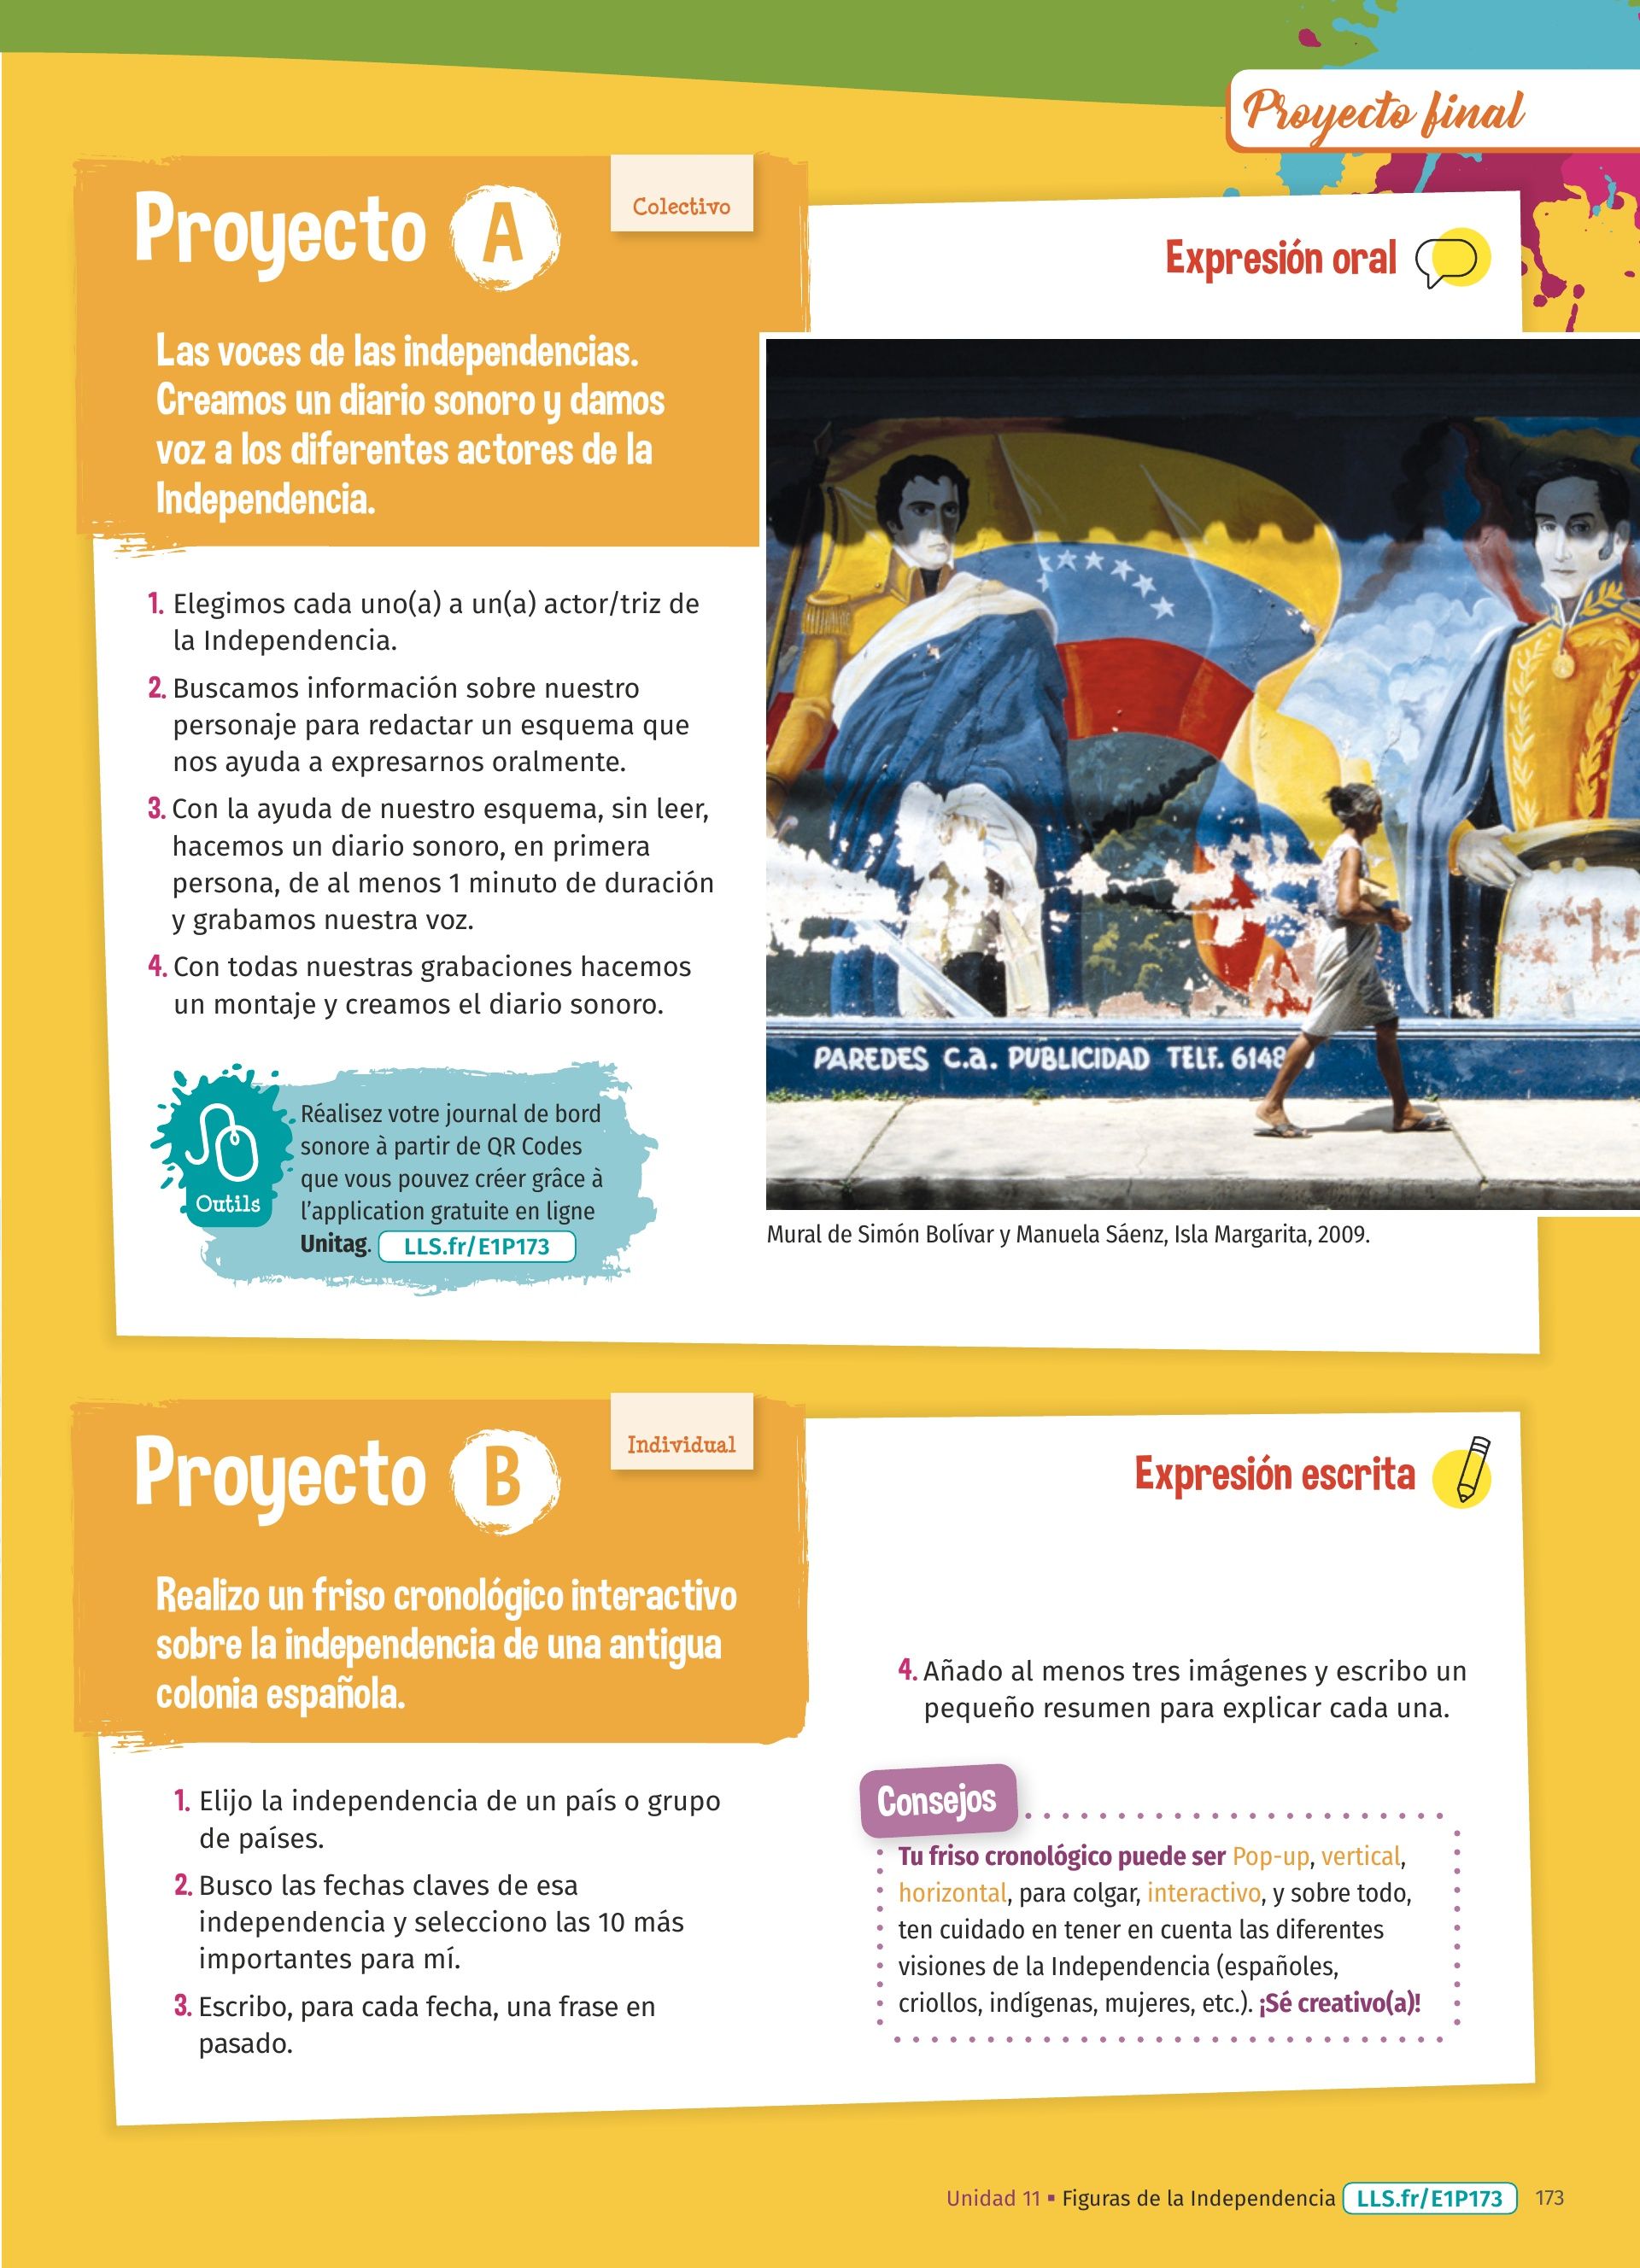 Proyecto final
Proyecto A
Colectivo
Expresión oral
Las voces de las independencias.
Creamos un diario sonoro y damos
voz a los diferentes actores de la
Independencia.
1. Elegimos cada uno(a) a un(a) actor/triz de
la Independencia.
2. Buscamos información sobre nuestro
personaje para redactar un esquema que
nos ayuda a expresarnos oralmente.
3. Con la ayuda de nuestro esquema, sin leer,
hacemos un diario sonoro, en primera
persona, de al menos 1 minuto de duración
y grabamos nuestra voz.
4. Con todas nuestras grabaciones hacemos
un montaje y creamos el diario sonoro.
Outils
Réalisez votre journal de bord
sonore à partir de QR Codes
que vous pouvez créer grâce à
l'application gratuite en ligne
Unitag. LLS.fr/E1P173
PAREDES C.a. PUBLICIDAD TELF. 6148
Mural de Simón Bolívar y Manuela Sáenz, Isla Margarita, 2009.
Proyecto B
Individual
Expresión escrita
Realizo un friso cronológico interactivo
sobre la independencia de una antigua
colonia española.
1. Elijo la independencia de un país o grupo
de países.
2. Busco las fechas claves de esa
independencia y selecciono las 10 más
importantes para mí.
3. Escribo, para cada fecha, una frase en
pasado.
4. Añado al menos tres imágenes y escribo un
pequeño resumen para explicar cada una.
Consejos
Tu friso cronológico puede ser Pop-up, vertical,
horizontal, para colgar, interactivo, y sobre todo,
ten cuidado en tener en cuenta las diferentes
visiones de la Independencia (españoles,
criollos, indígenas, mujeres, etc.). ¡Sé creativo(a)!
Unidad 11 ▪ Figuras de la Independencia LLS.fr/E1P173 173